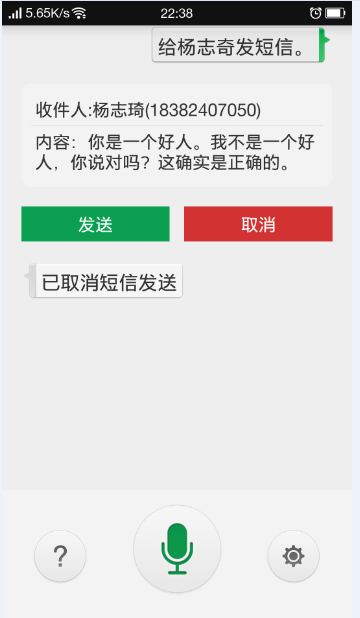 5.65K/s 22:38
给杨志奇发短信。
收件人:杨志琦(18382407050)
内容：你是一个好人。我不是一个好
人，你说对吗？这确实是正确的。
发送 取消
已取消短信发送
?